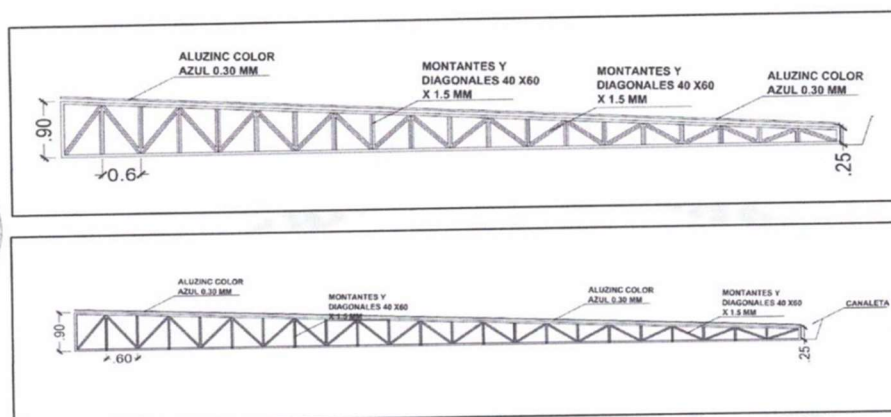 ALUZINC COLOR
AZUL 0.30 MM
MONTANTES Y
DIAGONALES 40 X60
X 1.5 MM
MONTANTES Y
DIAGONALES 40 X60
X 1.5 MM
ALUZINC COLOR
AZUL 0.30 MM
.90
0.6
.25
ALUZINC COLOR
AZUL 0.30 MM
MONTANTES Y
DIAGONALES 40 X60
X 1.5 MM
ALUZINC COLOR
AZUL 0.30 MM
MONTANTES Y
DIAGONALES 40 X60
X 1.5 MM
CANALETA
.90
.60
.25